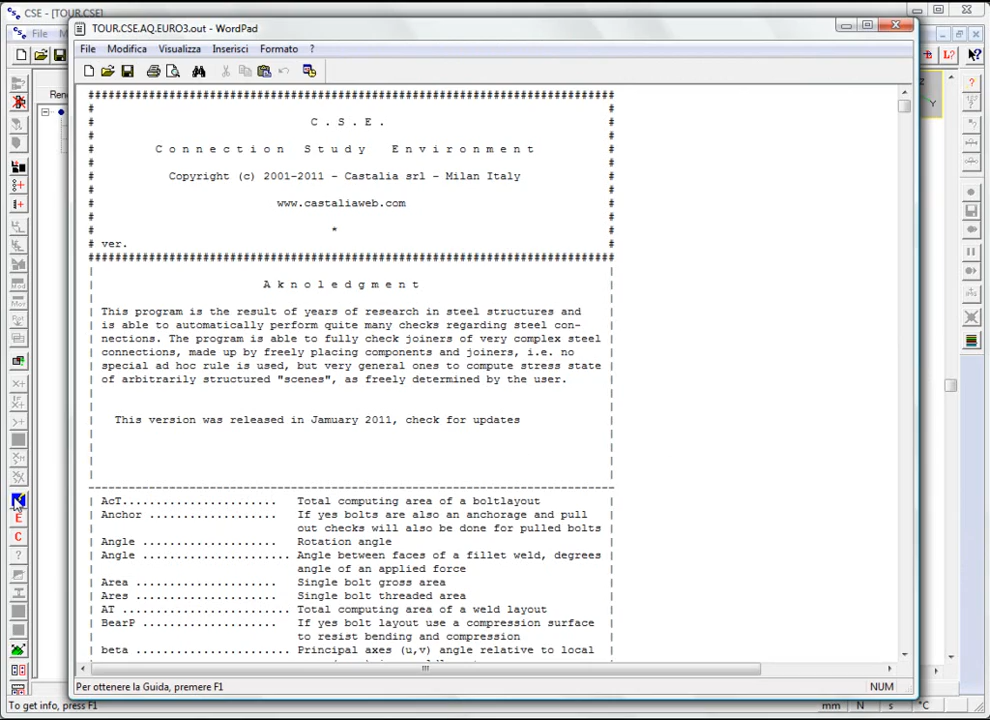 CSE - [TOUR.CSE]
File
TOUR.CSE.AQ.EURO3.out - WordPad
File Modifica Visualizza Inserisci Formato ?
##############################################################################
# #
# C . S . E . #
# #
# C o n n e c t i o n   S t u d y   E n v i r o n m e n t #
# #
# Copyright (c) 2001-2011 - Castalia srl - Milan Italy #
# #
# www.castaliaweb.com #
# #
# * #
# ver. #
##############################################################################
| A k n o l e d g m e n t |
| This program is the result of years of research in steel structures and |
| is able to automatically perform quite many checks regarding steel con- |
| nections. The program is able to fully check joiners of very complex steel |
| connections, made up by freely placing components and joiners, i.e. no |
| special ad hoc rule is used, but very general ones to compute stress state |
| of arbitrarily structured "scenes", as freely determined by the user. |
| This version was released in Jamuary 2011, check for updates |
------------------------------------------------------------------------------
| AcT....................... Total computing area of a boltlayout |
| Anchor ................... If yes bolts are also an anchorage and pull |
| out checks will also be done for pulled bolts |
| Angle .................... Rotation angle |
| Angle ...................... Angle between faces of a fillet weld, degrees |
| angle of an applied force |
| Area ..................... Single bolt gross area |
| Ares ..................... Single bolt threaded area |
| AT ......................... Total computing area of a weld layout |
| BearP .................... If yes bolt layout use a compression surface |
| to resist bending and compression |
| beta ....................... Principal axes (u,v) angle relative to local |
Per ottenere la Guida, premere F1 NUM
To get info, press F1 mm N s °C